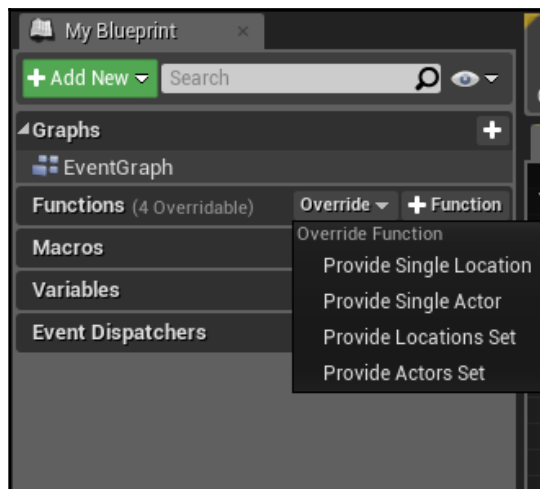 My Blueprint
Add New
Search
Graphs
EventGraph
Functions (4 Overridable) Override + Function
Override Function
Macros
Provide Single Location
Variables
Provide Single Actor
Event Dispatchers
Provide Locations Set
Provide Actors Set